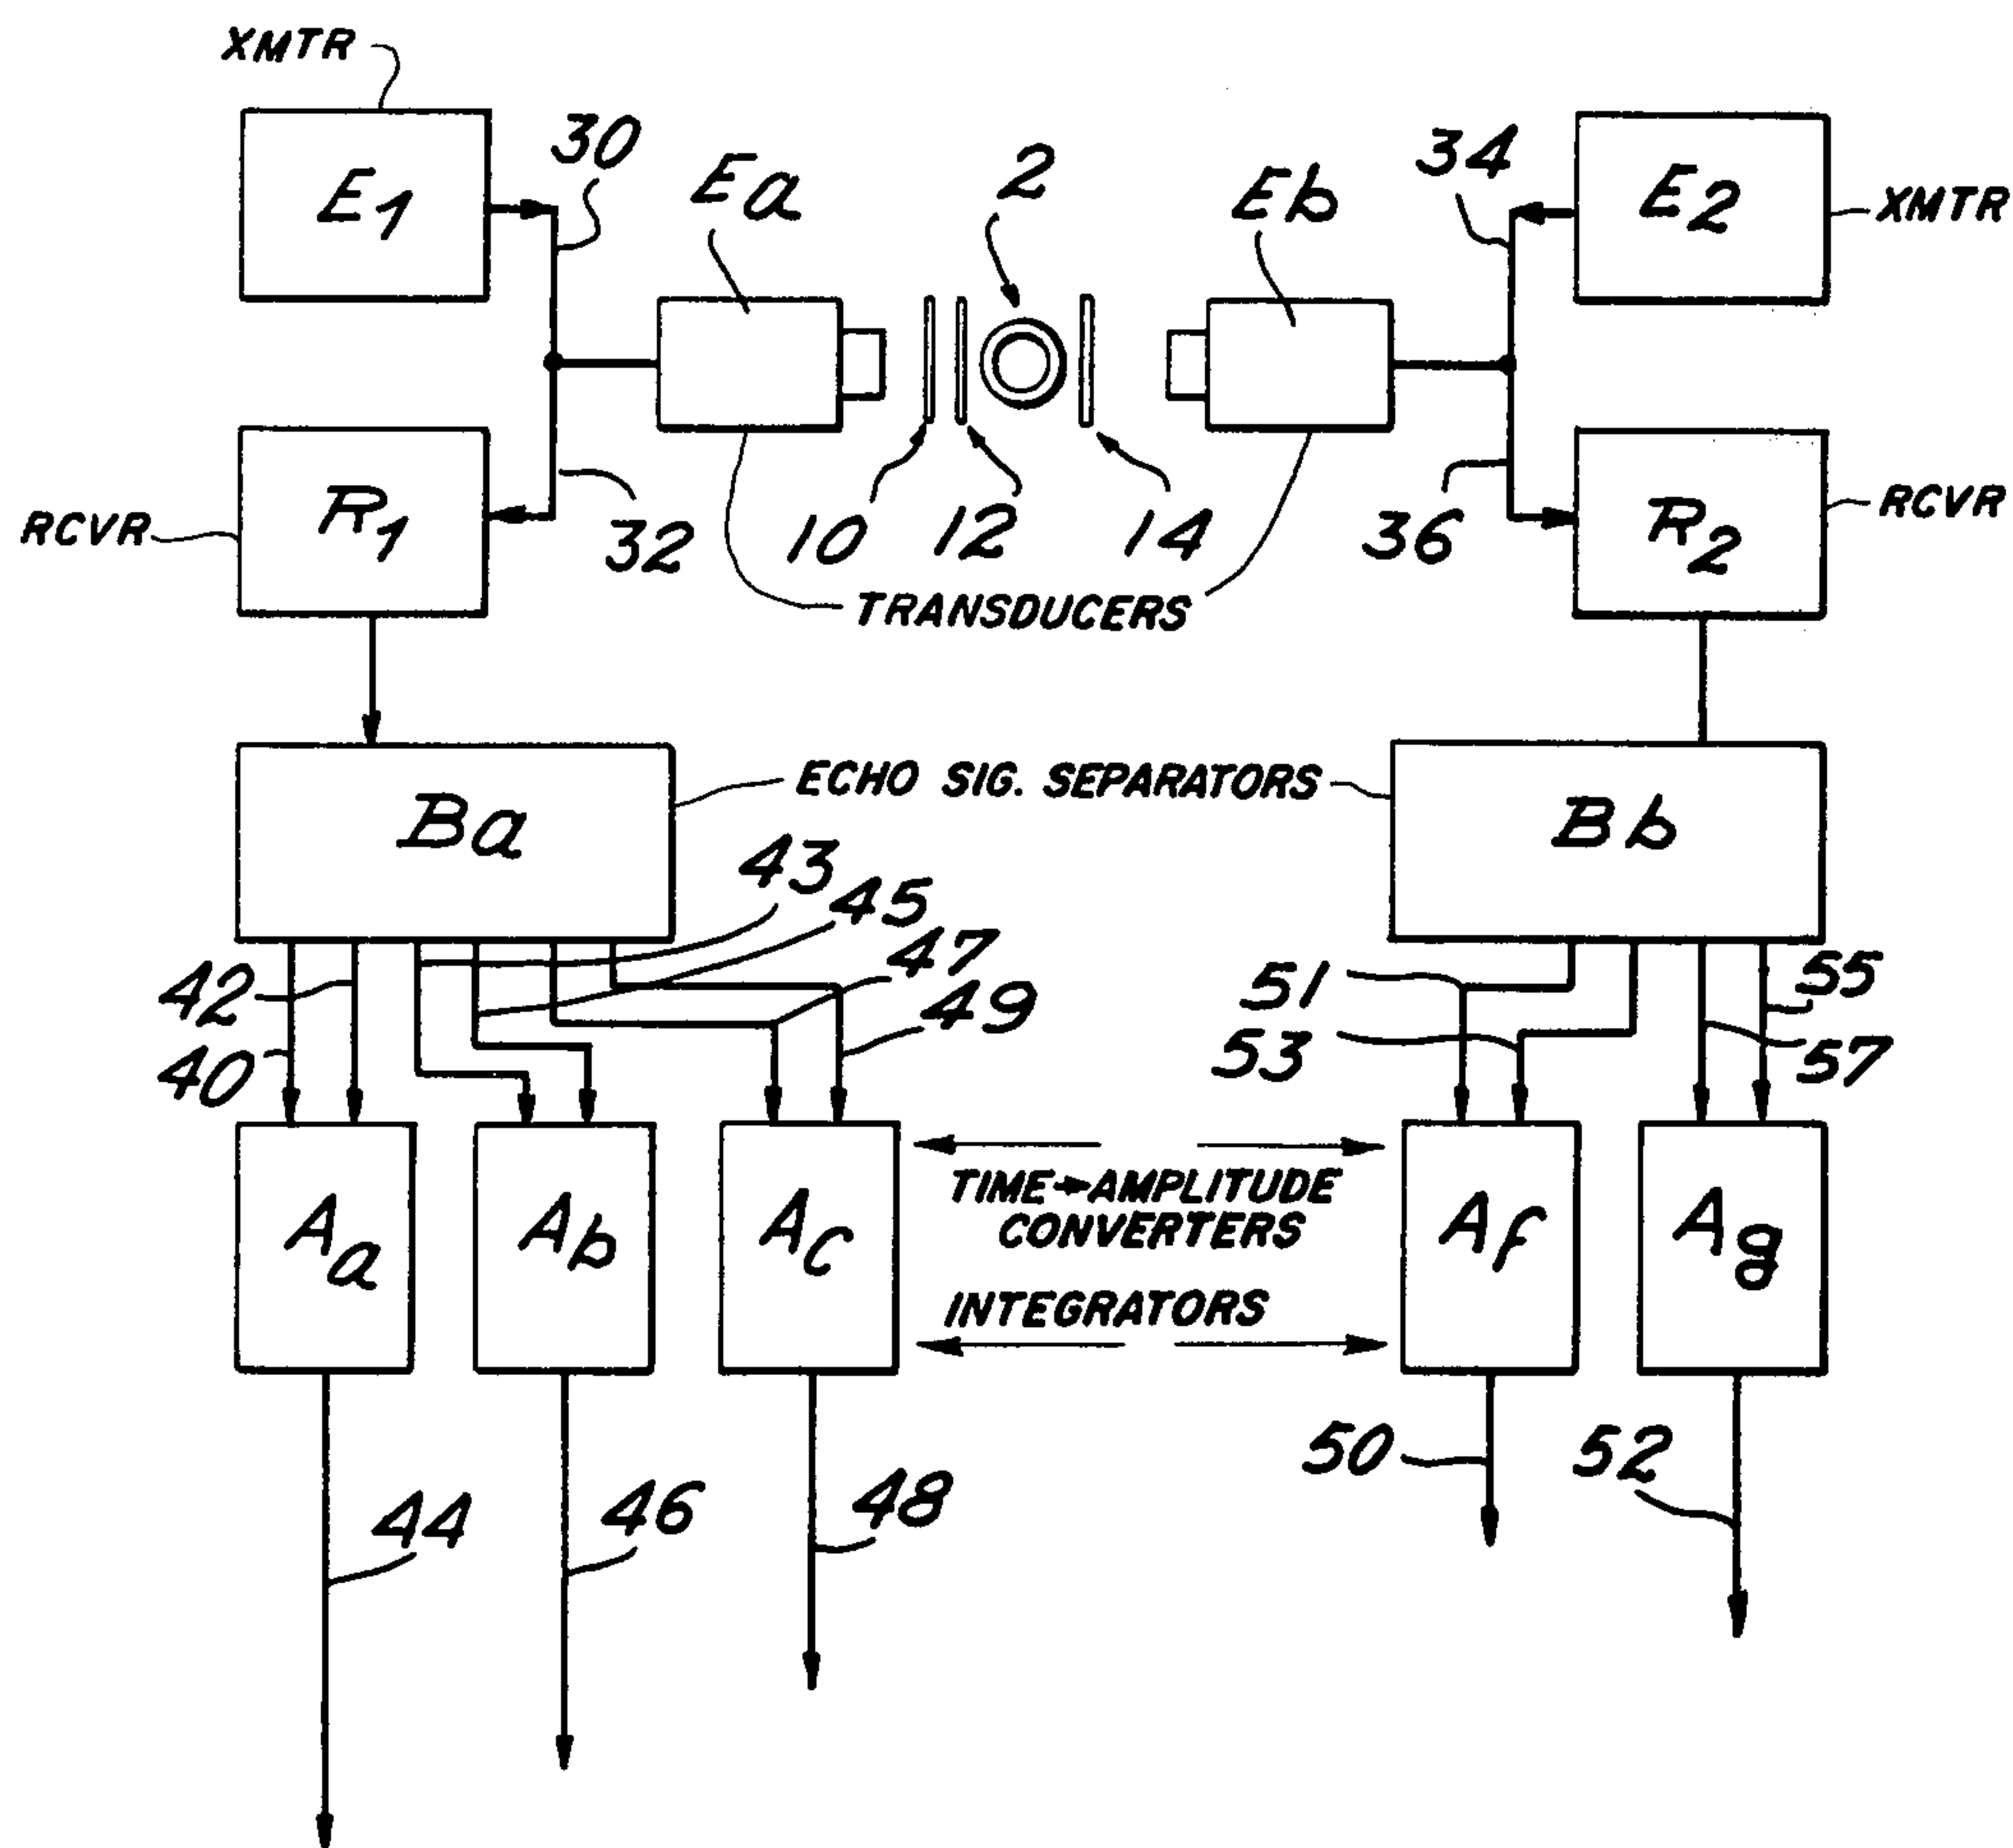 XMTR
E1
30
Ea
2
Eb
34
E2
XMTR
RCVR
R1
32
10
12
14
36
R2
RCVR
TRANSDUCERS
Ba
ECHO SIG. SEPARATORS
Bb
43
45
47
49
42
40
51
53
55
57
Aa
Ab
Ac
TIME→AMPLITUDE
CONVERTERS
INTEGRATORS
Af
Ag
44
46
48
50
52